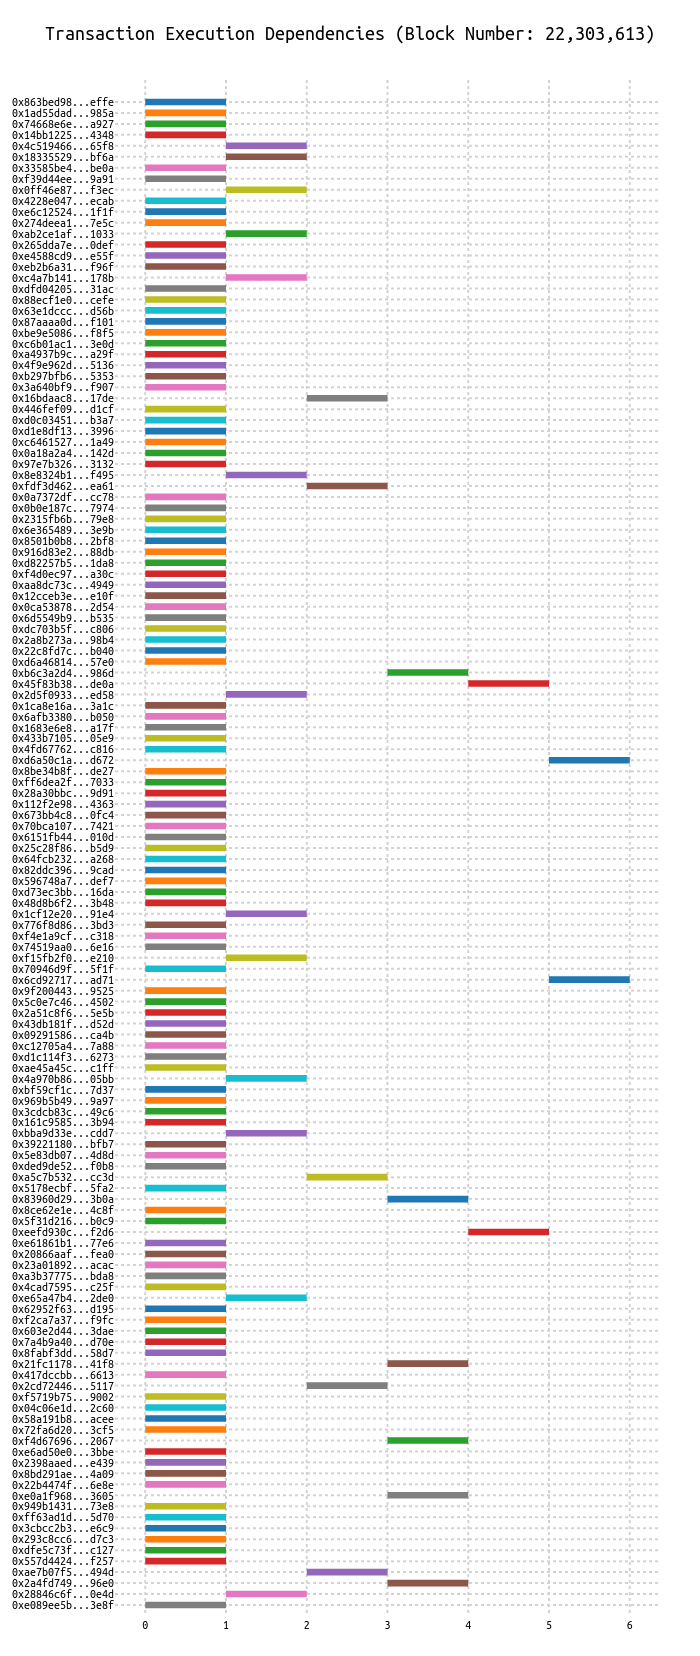 Transaction Execution Dependencies (Block Number: 22,303,613)
0x863bed98...effe
0x1ad55dad...985a
0x74668e6e...a927
0x14bb1225...4348
0x4c519466...65f8
0x18335529...bf6a
0x33585be4...be0a
0xf39d44ee...9a91
0x0ff46e87...f3ec
0x4228e047...ecab
0xe6c12524...1f1f
0x274deea1...7e5c
0xab2ce1af...1033
0x265dda7e...0def
0xe4588cd9...e55f
0xeb2b6a31...f96f
0xc4a7b141...178b
0xdfd04205...31ac
0x88ecf1e0...cefe
0x63e1dccc...d56b
0x87aaaa0d...f101
0xbe9e5086...f8f5
0xc6b01ac1...3e0d
0xa4937b9c...a29f
0x4f9e962d...5136
0xb297bfb6...5353
0x3a640bf9...f907
0x16bdaac8...17de
0x446fef09...d1cf
0xd0c03451...b3a7
0xd1e8df13...3996
0xc6461527...1a49
0x0a18a2a4...142d
0x97e7b326...3132
0x8e8324b1...f495
0xfdf3d462...ea61
0x0a7372df...cc78
0x0b0e187c...7974
0x2315fb6b...79e8
0x6e365489...3e9b
0x8501b0b8...2bf8
0x916d83e2...88db
0xd82257b5...1da8
0xf4d0ec97...a30c
0xaa8dc73c...4949
0x12cceb3e...e10f
0x0ca53878...2d54
0x6d5549b9...b535
0xdc703b5f...c806
0x2a8b273a...98b4
0x22c8fd7c...b040
0xd6a46814...57e0
0xb6c3a2d4...986d
0x45f83b38...de0a
0x2d5f0933...ed58
0x1ca8e16a...3a1c
0x6afb3380...b050
0x1683e6e8...a17f
0x433b7105...05e9
0x4fd67762...c816
0xd6a50c1a...d672
0x8be34b8f...de27
0xff6dea2f...7033
0x28a30bbc...9d91
0x112f2e98...4363
0x673bb4c8...0fc4
0x70bca107...7421
0x6151fb44...010d
0x25c28f86...b5d9
0x64fcb232...a268
0x82ddc396...9cad
0x596748a7...def7
0xd73ec3bb...16da
0x48d8b6f2...3b48
0x1cf12e20...91e4
0x776f8d86...3bd3
0xf4e1a9cf...c318
0x74519aa0...6e16
0xf15fb2f0...e210
0x70946d9f...5f1f
0x6cd92717...ad71
0x9f200443...9525
0x5c0e7c46...4502
0x2a51c8f6...5e5b
0x43db181f...d52d
0x09291586...ca4b
0xc12705a4...7a88
0xd1c114f3...6273
0xae45a45c...c1ff
0x4a970b86...05bb
0xbf59cf1c...7d37
0x969b5b49...9a97
0x3cdcb83c...49c6
0x161c9585...3b94
0xbba9d33e...cdd7
0x39221180...bfb7
0x5e83db07...4d8d
0xded9de52...f0b8
0xa5c7b532...cc3d
0x5178ecbf...5fa2
0x83960d29...3b0a
0x8ce62e1e...4c8f
0x5f31d216...b0c9
0xeefd930c...f2d6
0xe61861b1...77e6
0x20866aaf...fea0
0x23a01892...acac
0xa3b37775...bda8
0x4cad7595...c25f
0xe65a47b4...2de0
0x62952f63...d195
0xf2ca7a37...f9fc
0x603e2d44...3dae
0x7a4b9a40...d70e
0x8fabf3dd...58d7
0x21fc1178...41f8
0x417dccbb...6613
0x2cd72446...5117
0xf5719b75...9002
0x04c06e1d...2c60
0x58a191b8...acee
0x72fa6d20...3cf5
0xf4d67696...2067
0xe6ad50e0...3bbe
0x2398aaed...e439
0x8bd291ae...4a09
0x22b4474f...6e8e
0xe0a1f968...3605
0x949b1431...73e8
0xff63ad1d...5d70
0x3cbcc2b3...e6c9
0x293c8cc6...d7c3
0xdfe5c73f...c127
0x557d4424...f257
0xae7b07f5...494d
0x2a4fd749...96e0
0x28846c6f...0e4d
0xe089ee5b...3e8f
0 1 2 3 4 5 6